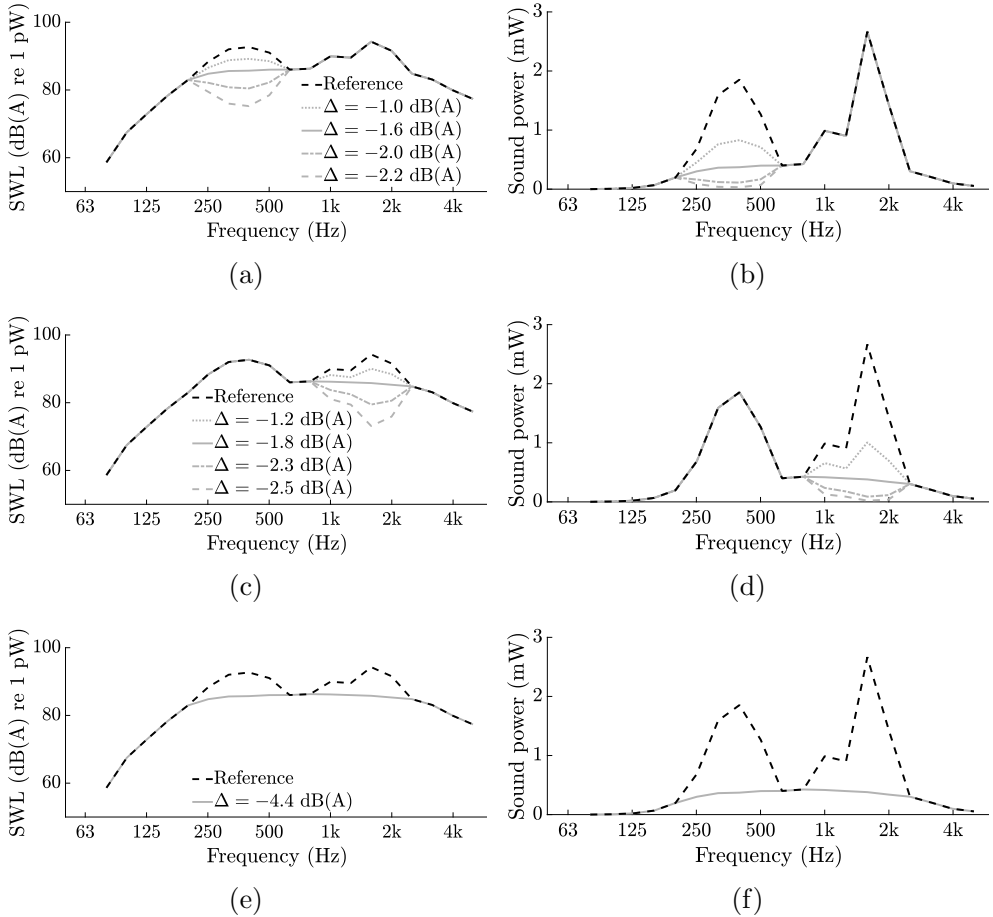 SWL (dB(A) re 1 pW)
100
80
60
Reference
Δ = −1.0 dB(A)
Δ = −1.6 dB(A)
Δ = −2.0 dB(A)
Δ = −2.2 dB(A)
63 125 250 500 1k 2k 4k
Frequency (Hz)
(a)
Sound power (mW)
3
2
1
0
63 125 250 500 1k 2k 4k
Frequency (Hz)
(b)
SWL (dB(A) re 1 pW)
100
80
60
Reference
Δ = −1.2 dB(A)
Δ = −1.8 dB(A)
Δ = −2.3 dB(A)
Δ = −2.5 dB(A)
63 125 250 500 1k 2k 4k
Frequency (Hz)
(c)
Sound power (mW)
3
2
1
0
63 125 250 500 1k 2k 4k
Frequency (Hz)
(d)
SWL (dB(A) re 1 pW)
100
80
60
Reference
Δ = −4.4 dB(A)
63 125 250 500 1k 2k 4k
Frequency (Hz)
(e)
Sound power (mW)
3
2
1
0
63 125 250 500 1k 2k 4k
Frequency (Hz)
(f)